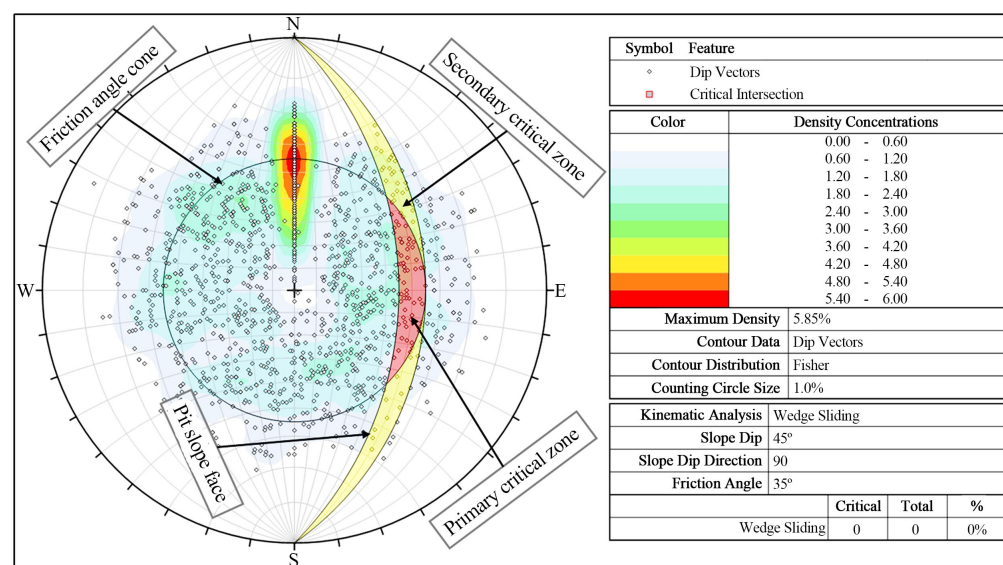 N
Friction angle cone
Secondary critical zone
W
E
Pit slope face
Primary critical zone
S
Symbol Feature
Dip Vectors
Critical Intersection
Color Density Concentrations
0.00 - 0.60
0.60 - 1.20
1.20 - 1.80
1.80 - 2.40
2.40 - 3.00
3.00 - 3.60
3.60 - 4.20
4.20 - 4.80
4.80 - 5.40
5.40 - 6.00
Maximum Density 5.85%
Contour Data Dip Vectors
Contour Distribution Fisher
Counting Circle Size 1.0%
Kinematic Analysis Wedge Sliding
Slope Dip 45º
Slope Dip Direction 90
Friction Angle 35º
Critical Total %
Wedge Sliding 0 0 0%